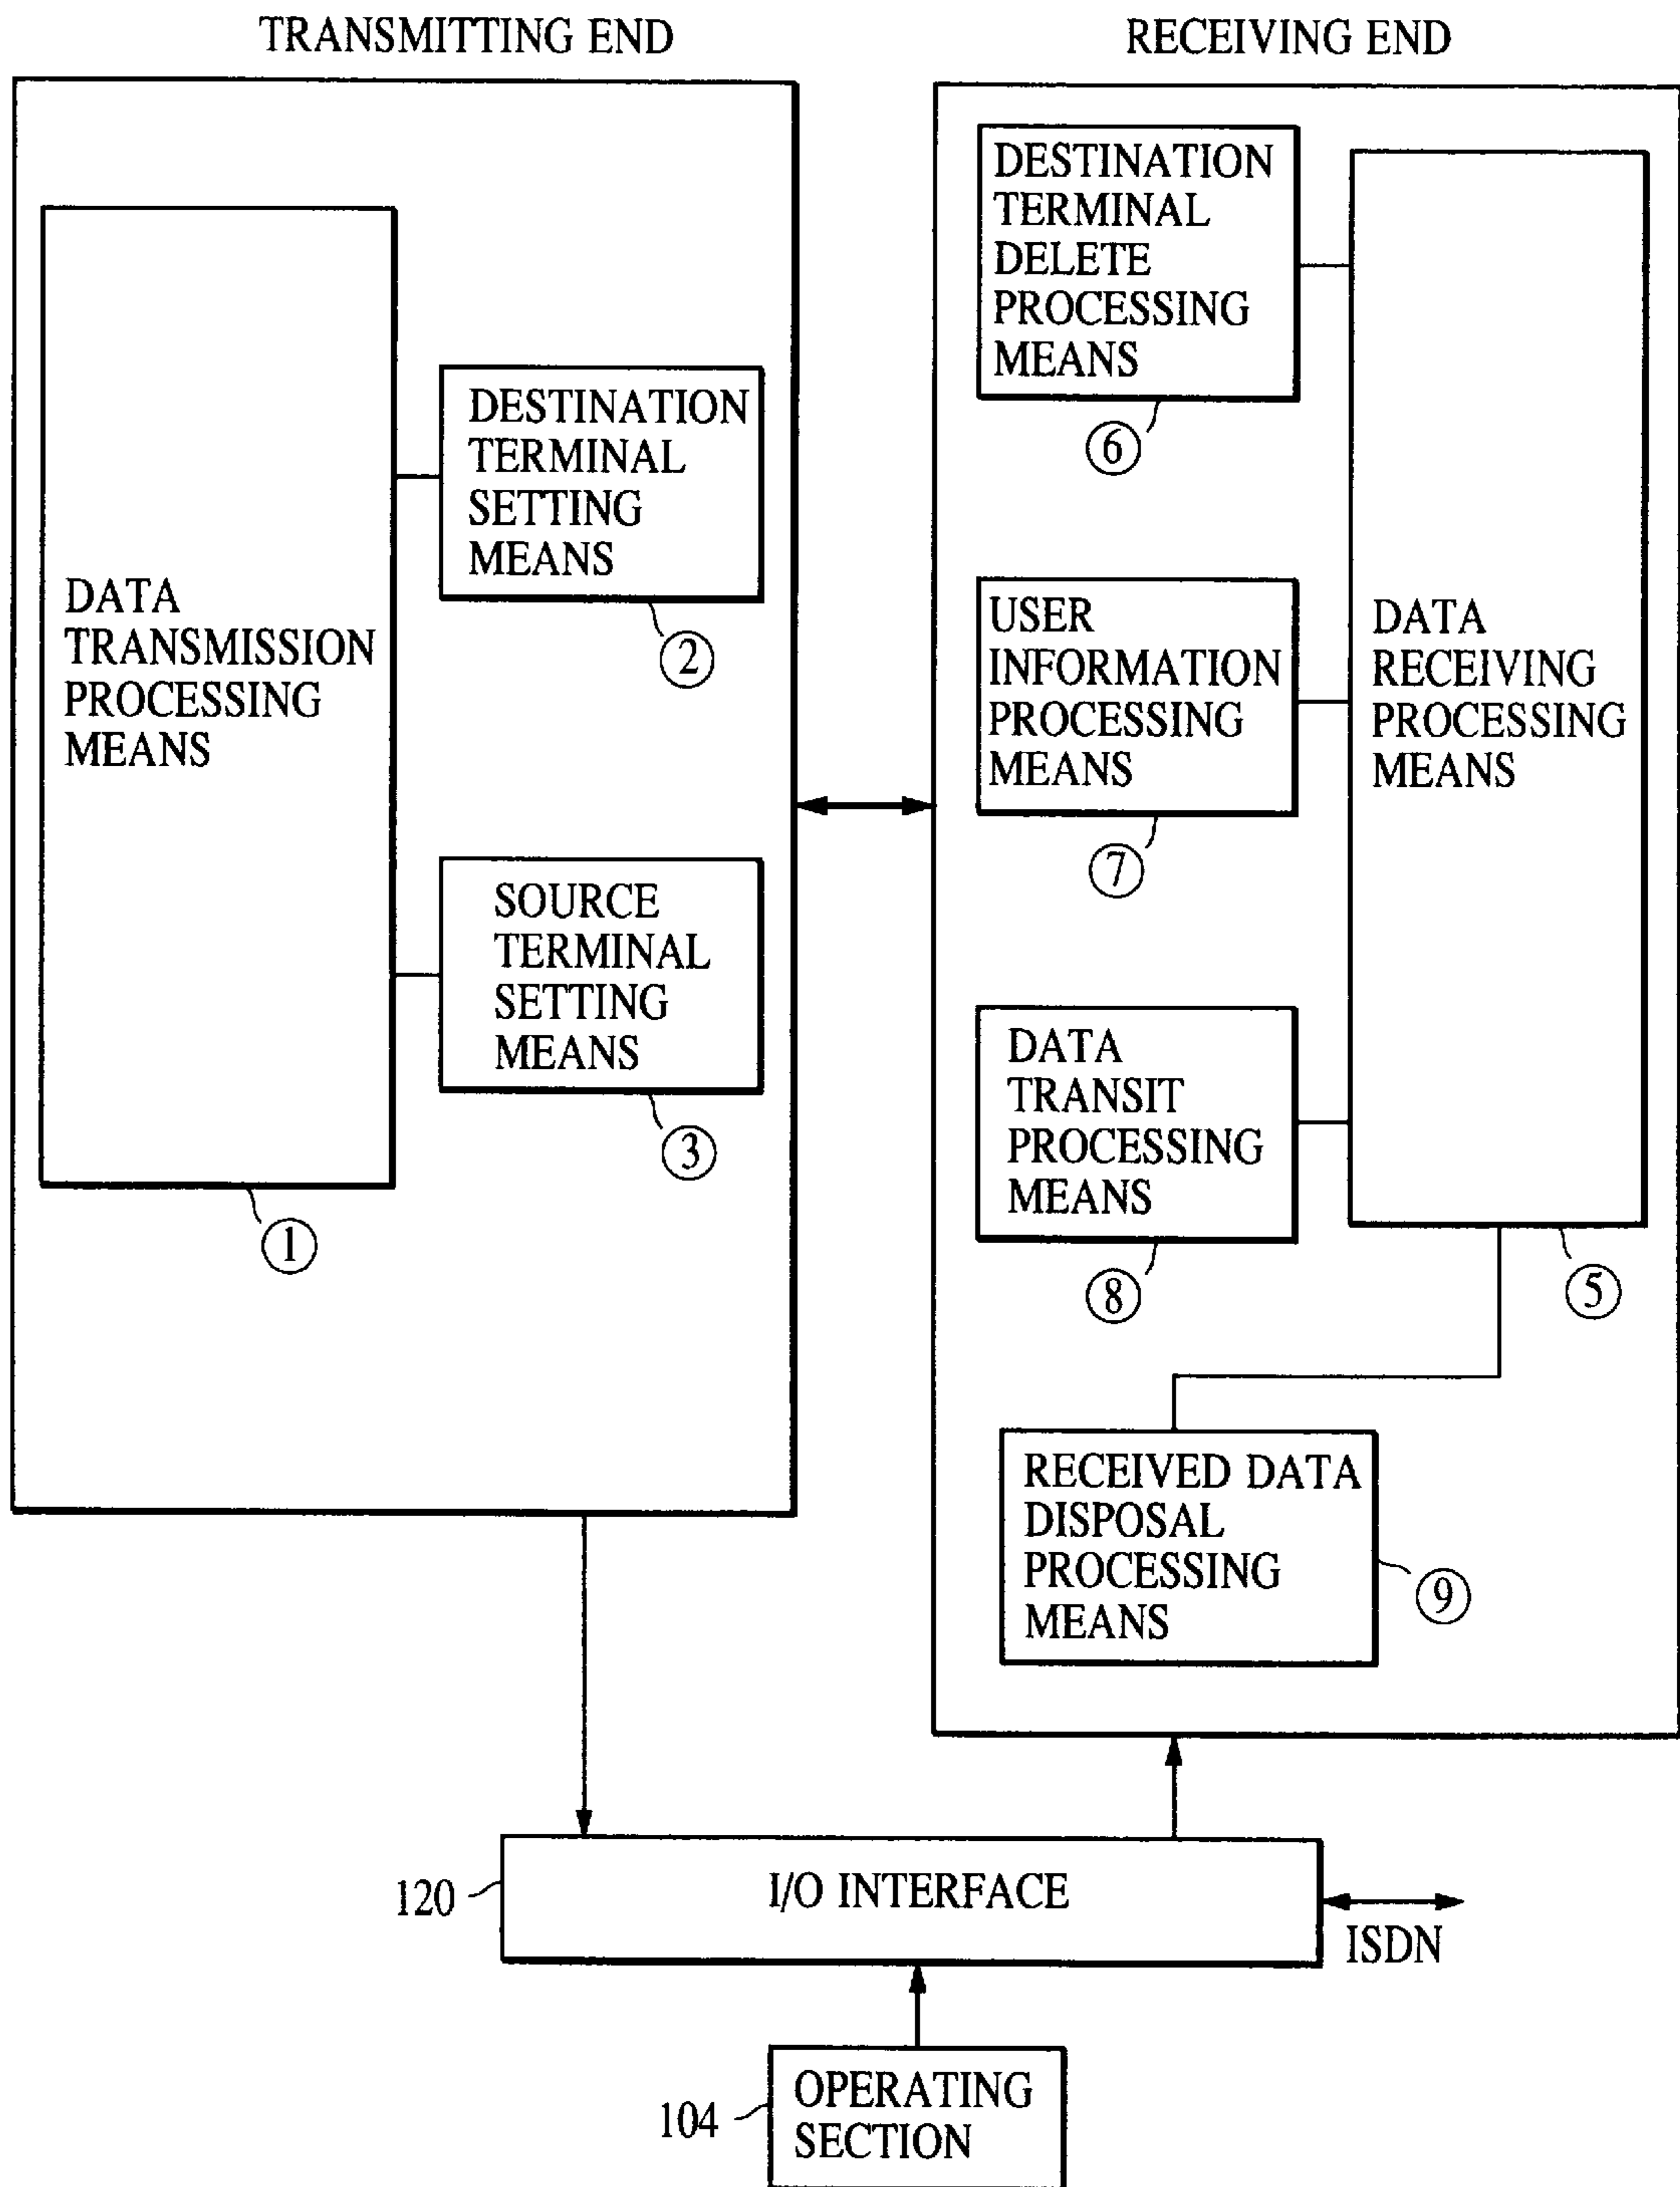 TRANSMITTING END
DATA
TRANSMISSION
PROCESSING
MEANS
①
DESTINATION
TERMINAL
SETTING
MEANS
②
SOURCE
TERMINAL
SETTING
MEANS
③
RECEIVING END
DESTINATION
TERMINAL
DELETE
PROCESSING
MEANS
⑥
USER
INFORMATION
PROCESSING
MEANS
⑦
DATA
TRANSIT
PROCESSING
MEANS
⑧
DATA
RECEIVING
PROCESSING
MEANS
⑤
RECEIVED DATA
DISPOSAL
PROCESSING
MEANS
⑨
120
I/O INTERFACE
ISDN
104
OPERATING
SECTION